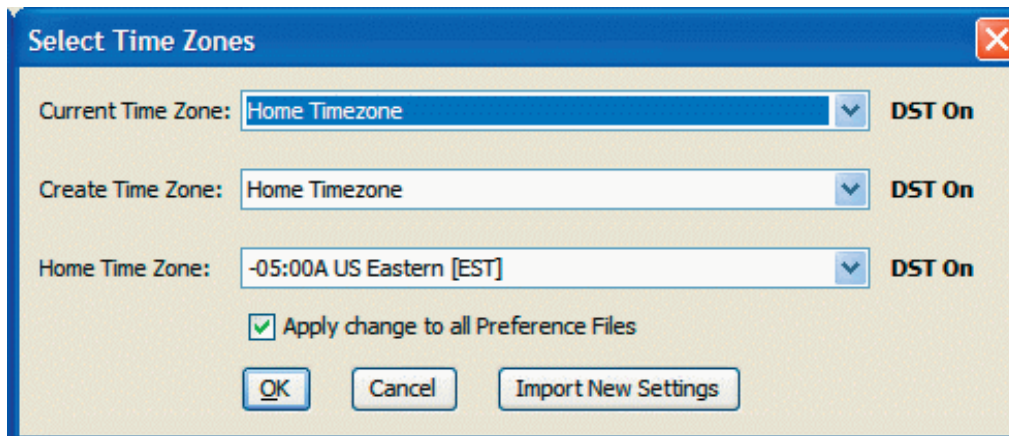 Select Time Zones
Current Time Zone: Home Timezone DST On
Create Time Zone: Home Timezone DST On
Home Time Zone: -05:00A US Eastern [EST] DST On
Apply change to all Preference Files
OK Cancel Import New Settings